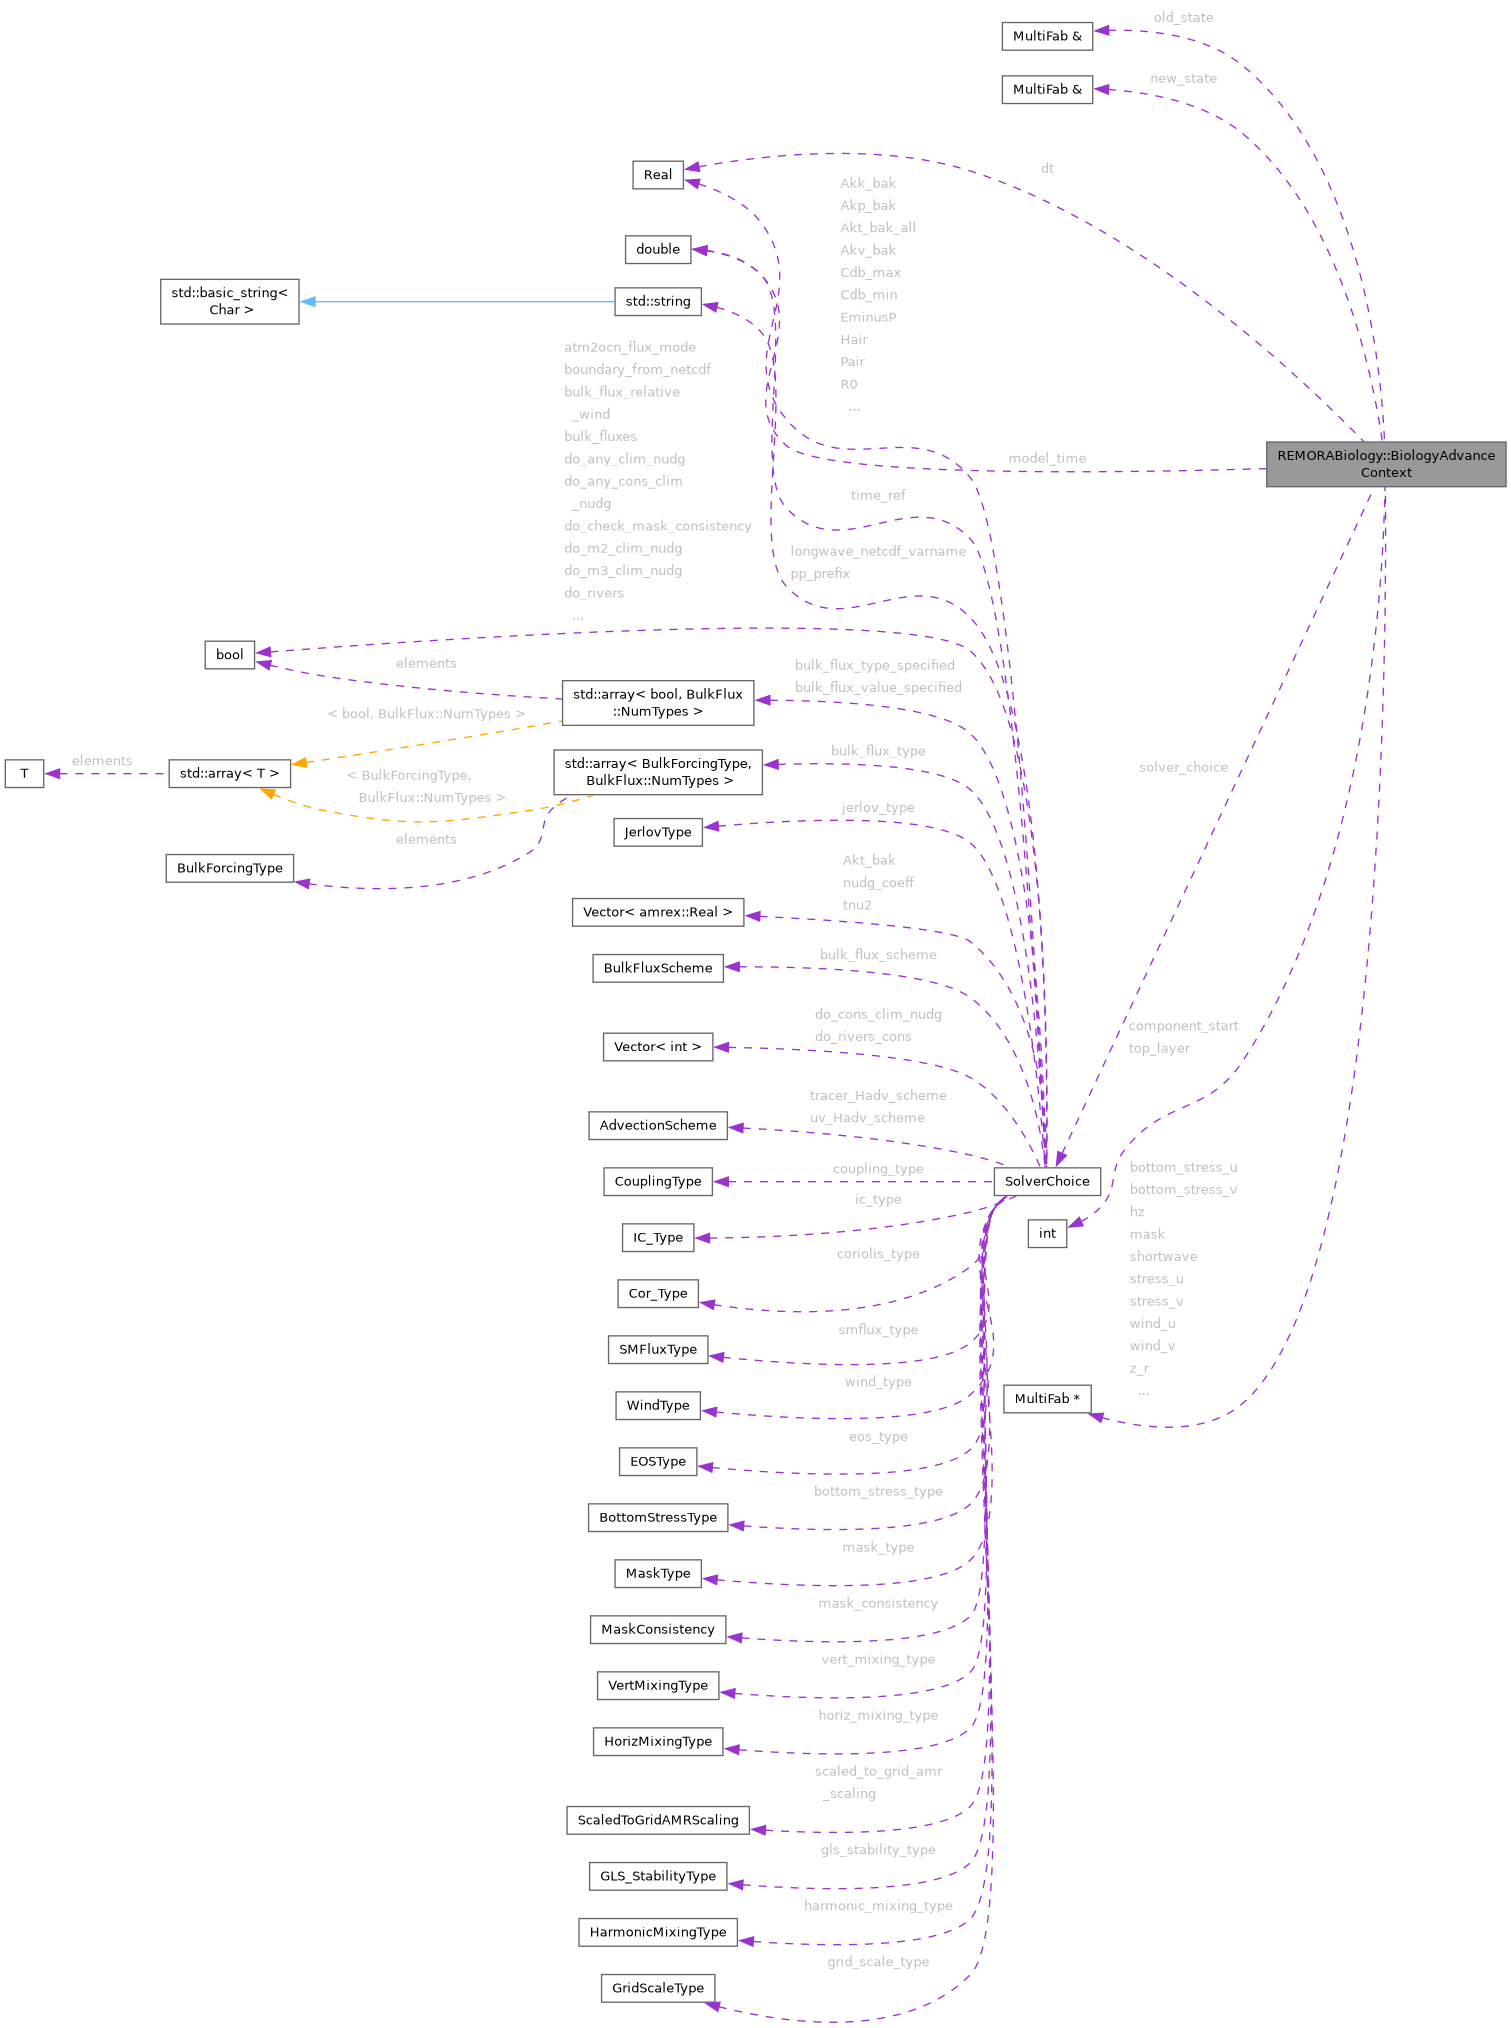 old_state
MultiFab &
new_state
MultiFab &
dt
Real
Akk_bak
Akp_bak
Akt_bak_all
Akv_bak
Cdb_max
Cdb_min
EminusP
Hair
Pair
R0
...
double
std::basic_string<
Char >
std::string
atm2ocn_flux_mode
boundary_from_netcdf
bulk_flux_relative
_wind
bulk_fluxes
do_any_clim_nudg
do_any_cons_clim
_nudg
do_check_mask_consistency
do_m2_clim_nudg
do_m3_clim_nudg
do_rivers
...
model_time
REMORABiology::BiologyAdvance
Context
time_ref
longwave_netcdf_varname
pp_prefix
bool
elements
std::array< bool, BulkFlux
::NumTypes >
bulk_flux_type_specified
bulk_flux_value_specified
< bool, BulkFlux::NumTypes >
T
elements
std::array< T >
< BulkForcingType,
BulkFlux::NumTypes >
std::array< BulkForcingType,
BulkFlux::NumTypes >
bulk_flux_type
solver_choice
elements
BulkForcingType
JerlovType
jerlov_type
Akt_bak
nudg_coeff
tnu2
Vector< amrex::Real >
BulkFluxScheme
bulk_flux_scheme
Vector< int >
do_cons_clim_nudg
do_rivers_cons
component_start
top_layer
AdvectionScheme
tracer_Hadv_scheme
uv_Hadv_scheme
CouplingType
coupling_type
SolverChoice
IC_Type
ic_type
int
bottom_stress_u
bottom_stress_v
hz
mask
shortwave
stress_u
stress_v
wind_u
wind_v
z_r
...
Cor_Type
coriolis_type
SMFluxType
smflux_type
WindType
wind_type
MultiFab *
EOSType
eos_type
BottomStressType
bottom_stress_type
MaskType
mask_type
MaskConsistency
mask_consistency
VertMixingType
vert_mixing_type
HorizMixingType
horiz_mixing_type
ScaledToGridAMRScaling
scaled_to_grid_amr
_scaling
GLS_StabilityType
gls_stability_type
HarmonicMixingType
harmonic_mixing_type
GridScaleType
grid_scale_type